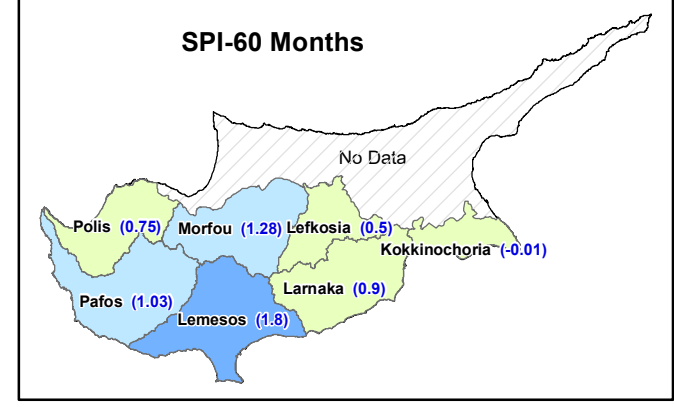 SPI-60 Months
No Data
Polis (0.75)
Morfou (1.28)
Lefkosia (0.5)
Kokkinochoria (-0.01)
Pafos (1.03)
Larnaka (0.9)
Lemesos (1.8)